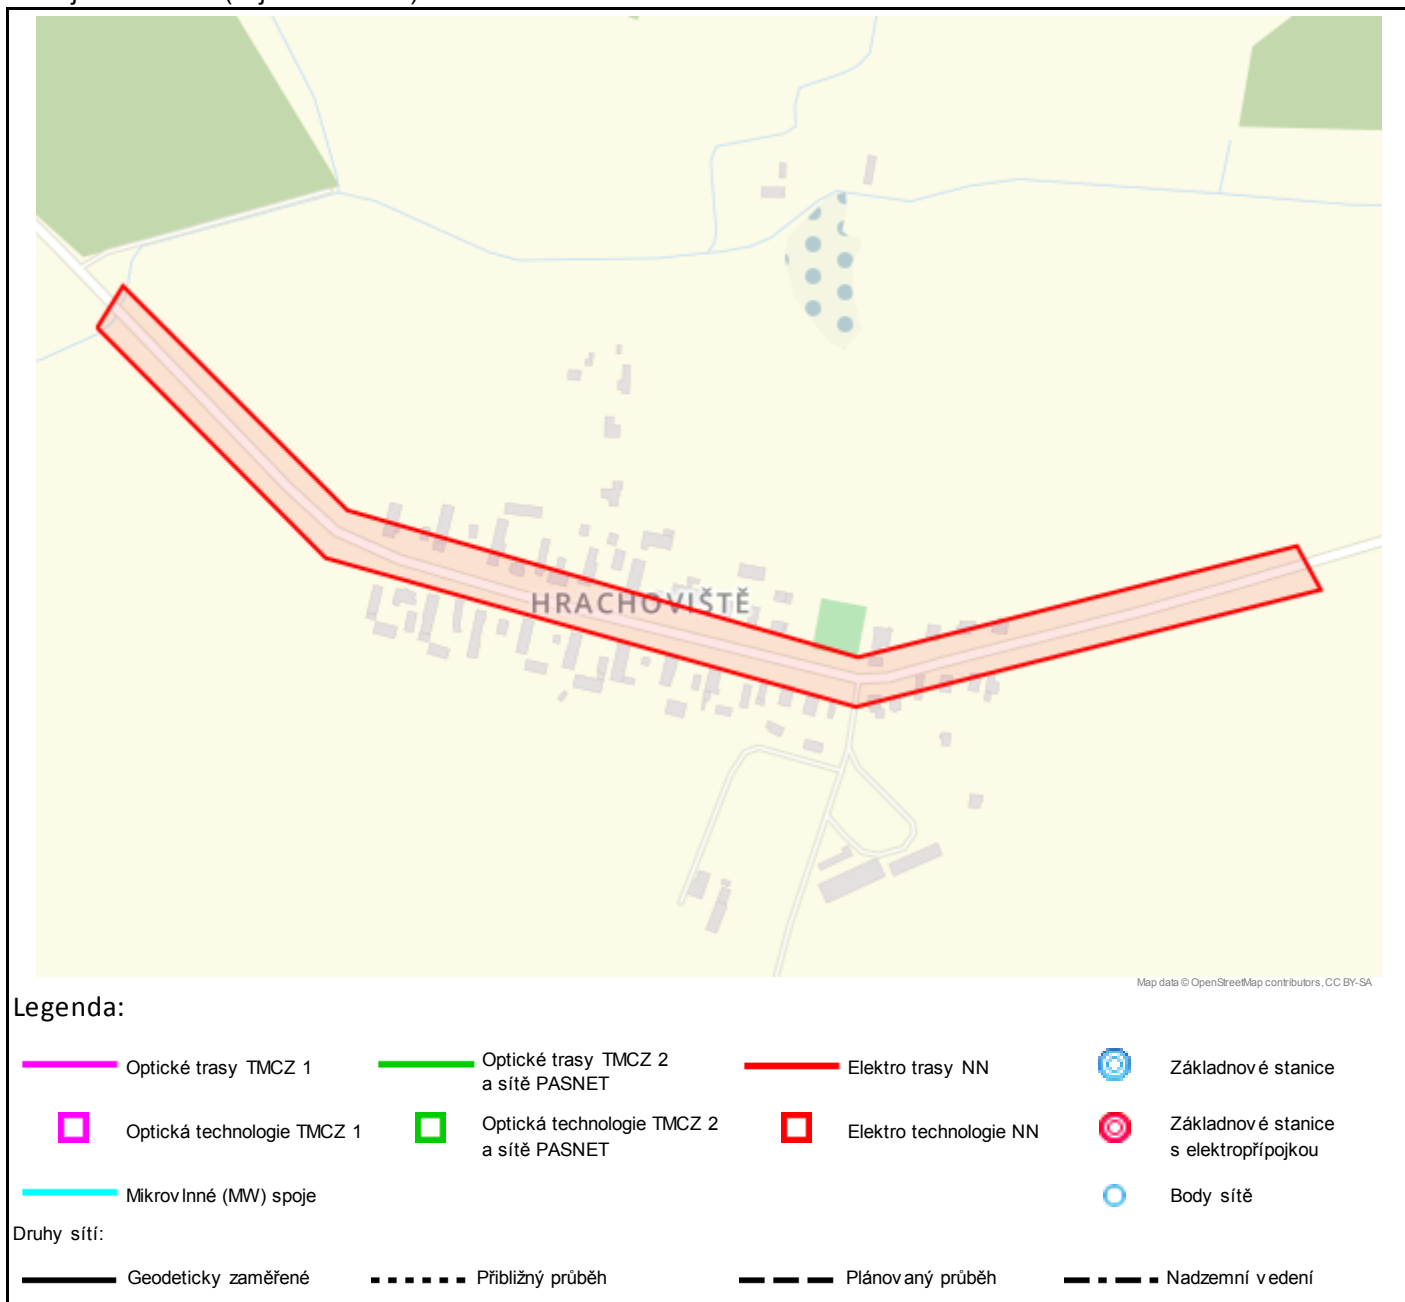 HRACHOVIŠTĚ
Map data © OpenStreetMap contributors, CC BY-SA
Legenda:
Optické trasy TMCZ 1
Optické trasy TMCZ 2
a sítě PASNET
Elektro trasy NN
Základnové stanice
Optická technologie TMCZ 1
Optická technologie TMCZ 2
a sítě PASNET
Elektro technologie NN
Základnové stanice
s elektropřípojkou
Mikrovlnné (MW) spoje
Body sítě
Druhy sítí:
Geodeticky zaměřené
Přibližný průběh
Plánovaný průběh
Nadzemní vedení